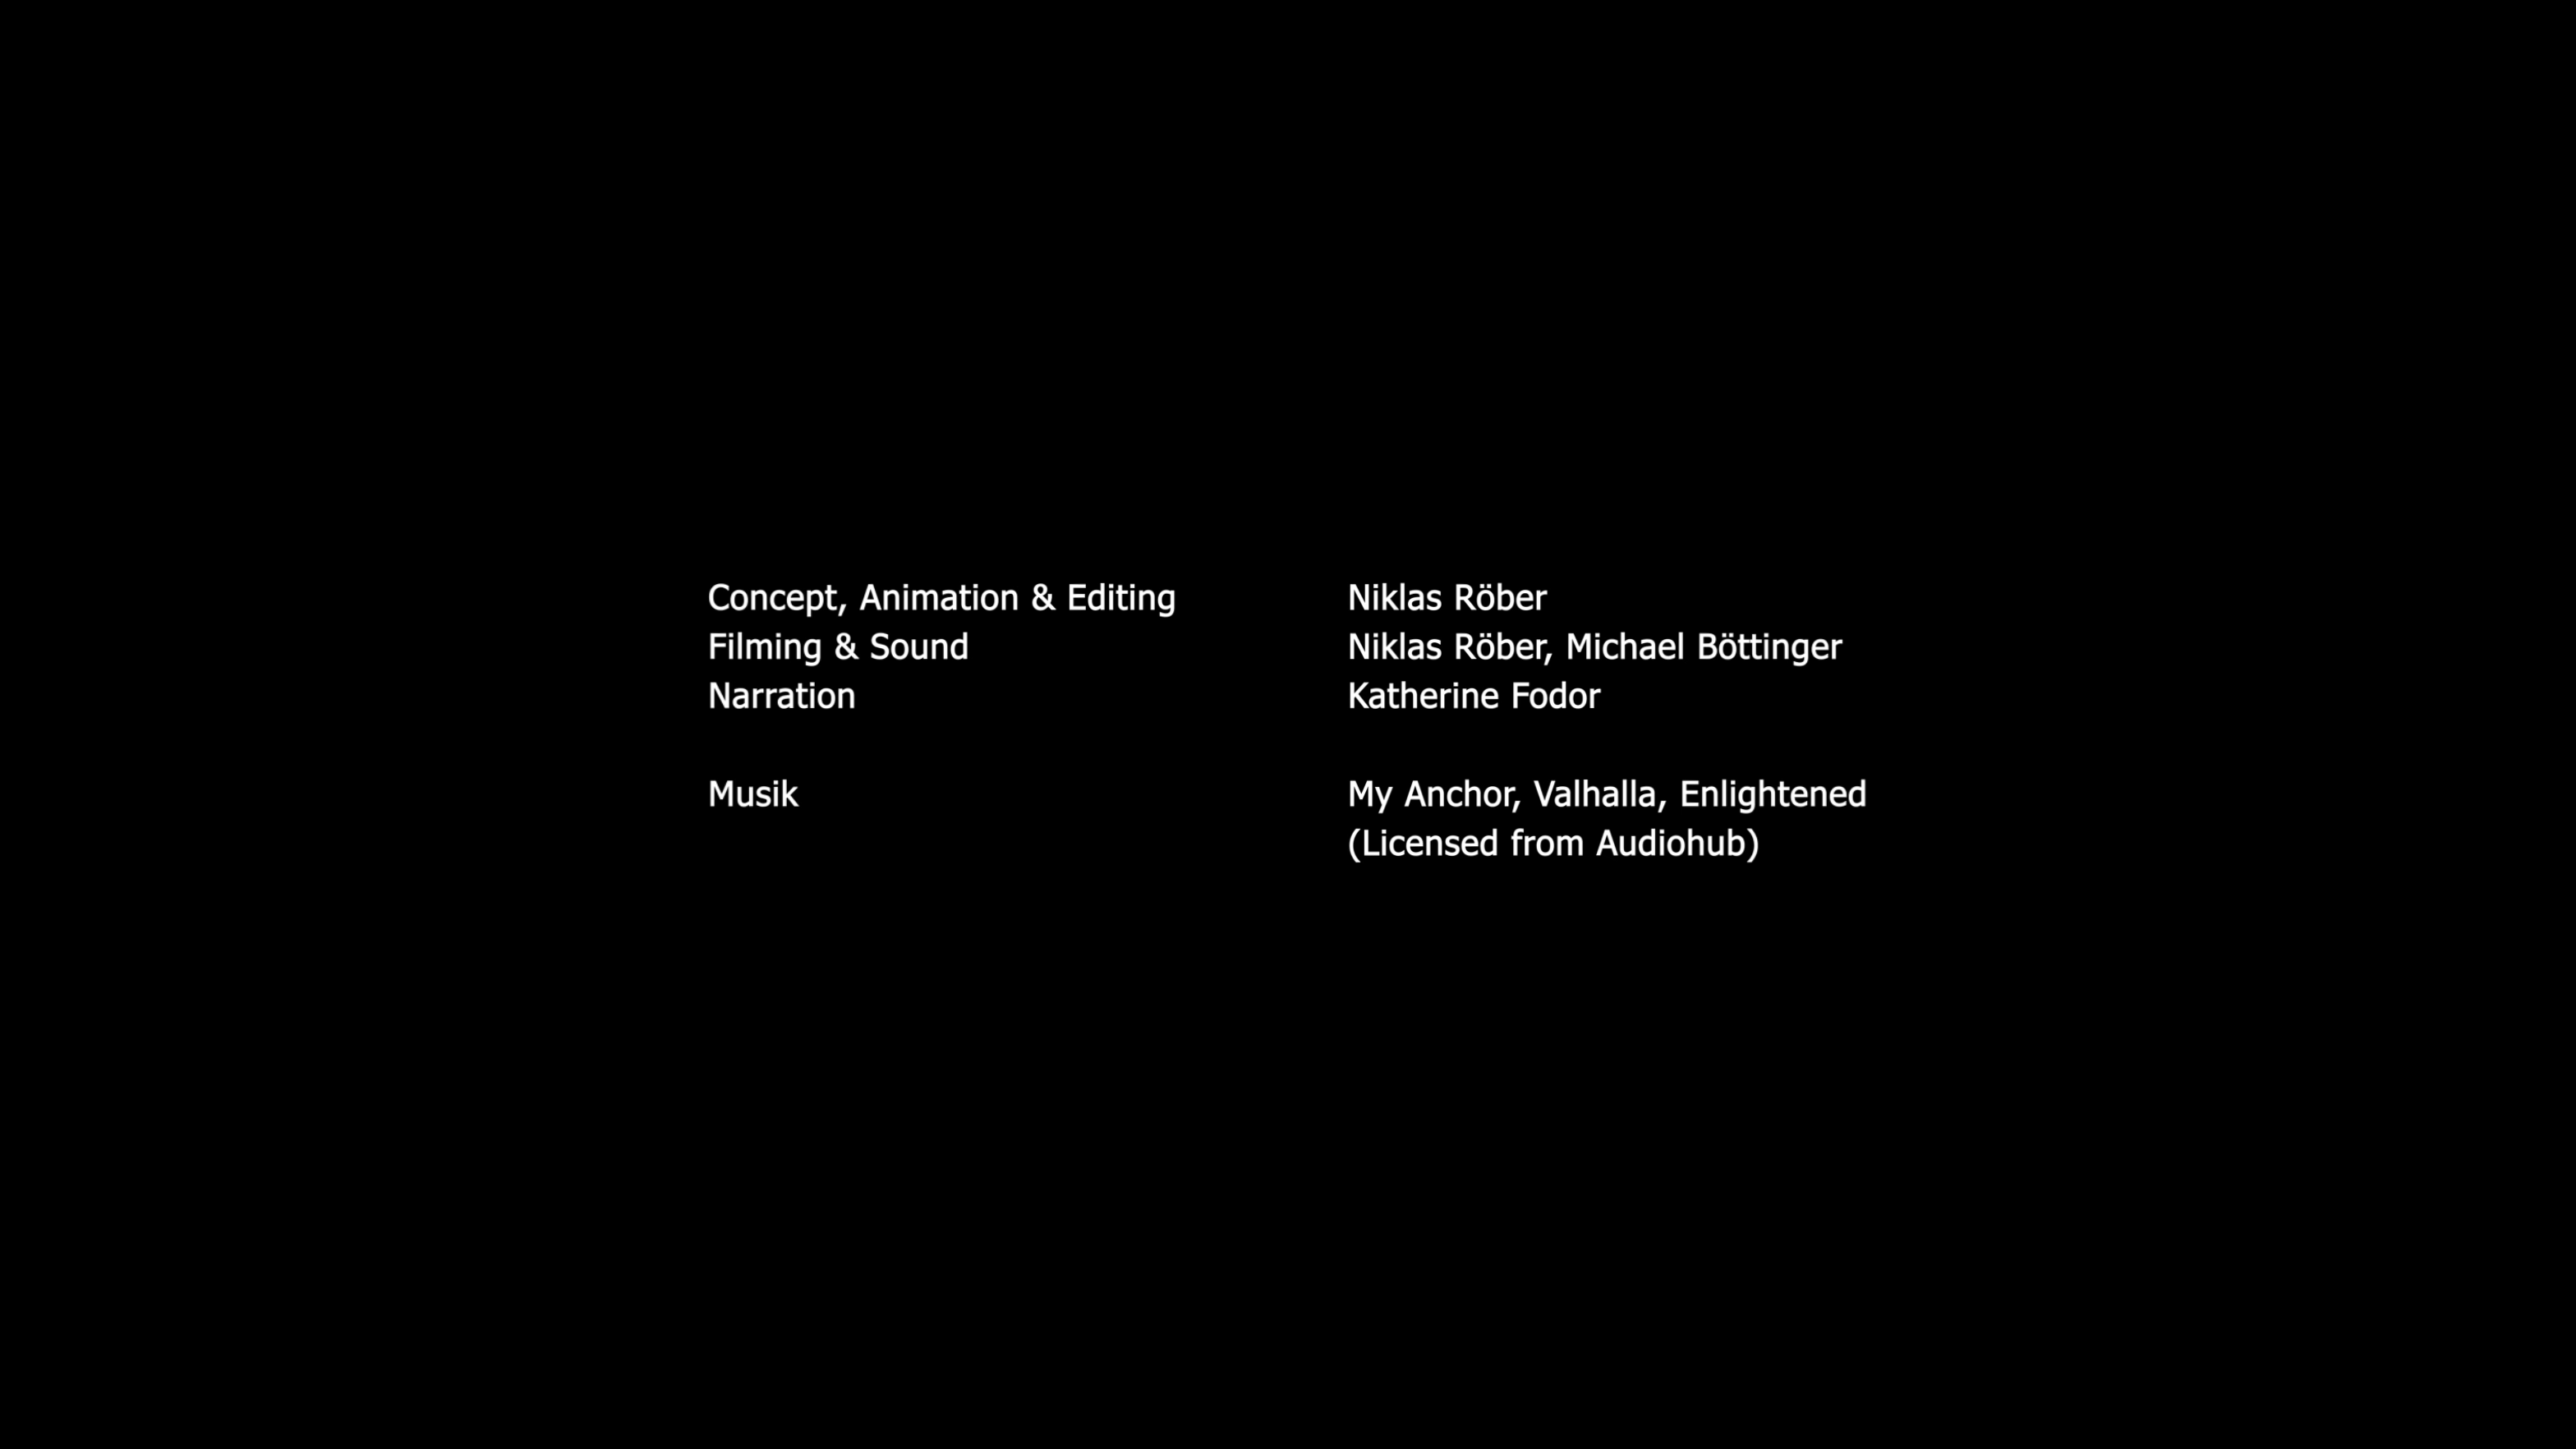 Concept, Animation & Editing Niklas Röber
Filming & Sound Niklas Röber, Michael Böttinger
Narration Katherine Fodor
Musik My Anchor, Valhalla, Enlightened
(Licensed from Audiohub)